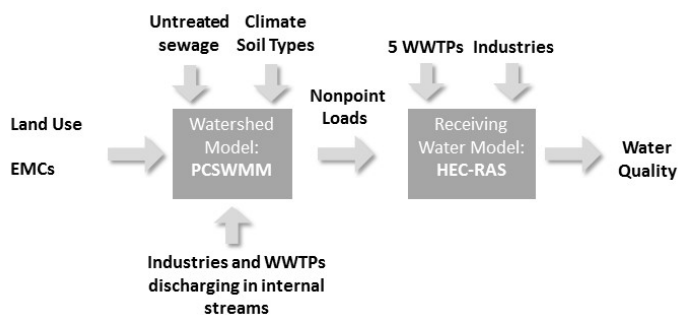 Untreated
sewage
Climate
Soil Types
5 WWTPs
Industries
Land Use
EMCs
Watershed
Model:
PCSWMM
Nonpoint
Loads
Receiving
Water Model:
HEC-RAS
Water
Quality
Industries and WWTPs
discharging in internal
streams